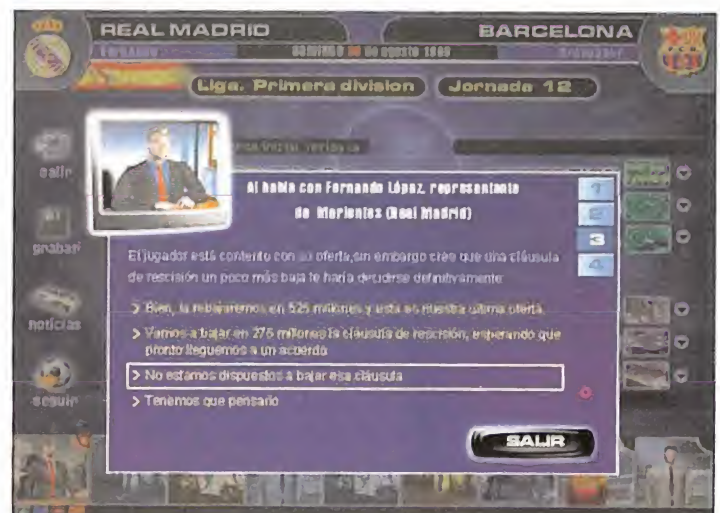 REAL MADRID
BARCELONA
DOMINGO de agosto 1999
Liga. Primera division
Jornada 12
salir
grabar
noticias
seguir
Al habla con Fernando López, representante
de Morientes (Real Madrid)
1
2
3
4
El jugador está contento con su oferta,sin embargo cree que una cláusula
de rescisión un poco más baja le haría decidirse definitivamente
> Bien, la rebajaremos en 525 millones y esta es nuestra última oferta.
> Vamos a bajar en 275 millones la cláusula de rescisión, esperando que
pronto lleguemos a un acuerdo
> No estamos dispuestos a bajar esa cláusula
> Tenemos que pensarlo
SALIR